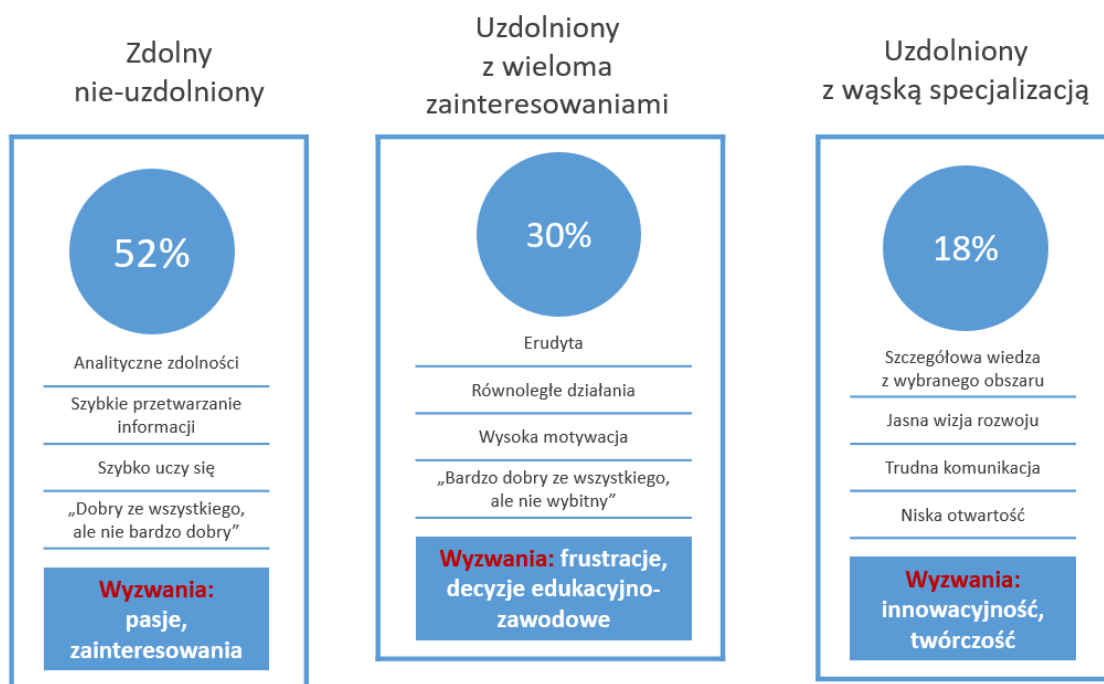 Zdolny
nie-uzdolniony
52%
Analityczne zdolności
Szybkie przetwarzanie
informacji
Szybko uczy się
„Dobry ze wszystkiego,
ale nie bardzo dobry”
Wyzwania:
pasje,
zainteresowania
Uzdolniony
z wieloma
zainteresowaniami
30%
Erudyta
Równoległe działania
Wysoka motywacja
„Bardzo dobry ze wszystkiego,
ale nie wybitny”
Wyzwania: frustracje,
decyzje edukacyjno-
zawodowe
Uzdolniony
z wąską specjalizacją
18%
Szczegółowa wiedza
z wybranego obszaru
Jasna wizja rozwoju
Trudna komunikacja
Niska otwartość
Wyzwania:
innowacyjność,
twórczość